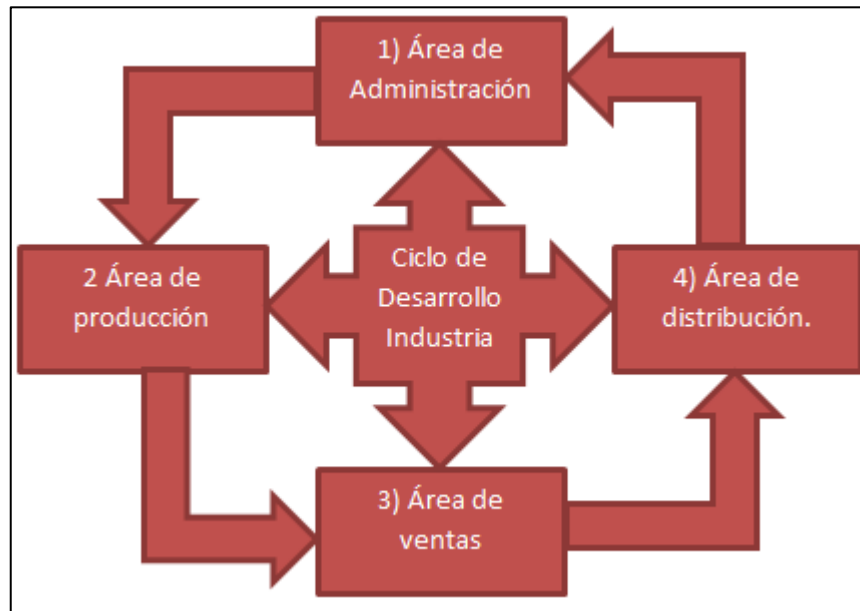 1) Área de
Administración
2 Área de
producción
Ciclo de
Desarrollo
Industria
4) Área de
distribución.
3) Área de
ventas